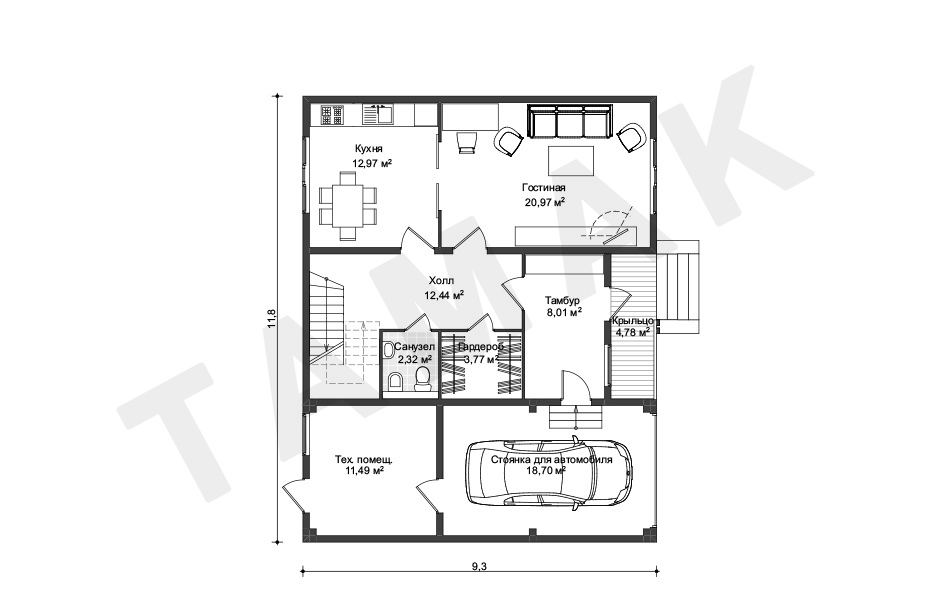 Кухня
12,97 м²
Гостиная
20,97 м²
Холл
12,44 м²
Тамбур
8,01 м²
Крыльцо
4,78 м²
Санузел
2,32 м²
Гардероб
3,77 м²
Тех. помещ.
11,49 м²
Стоянка для автомобиля
18,70 м²
11,8
9,3
TAMAK